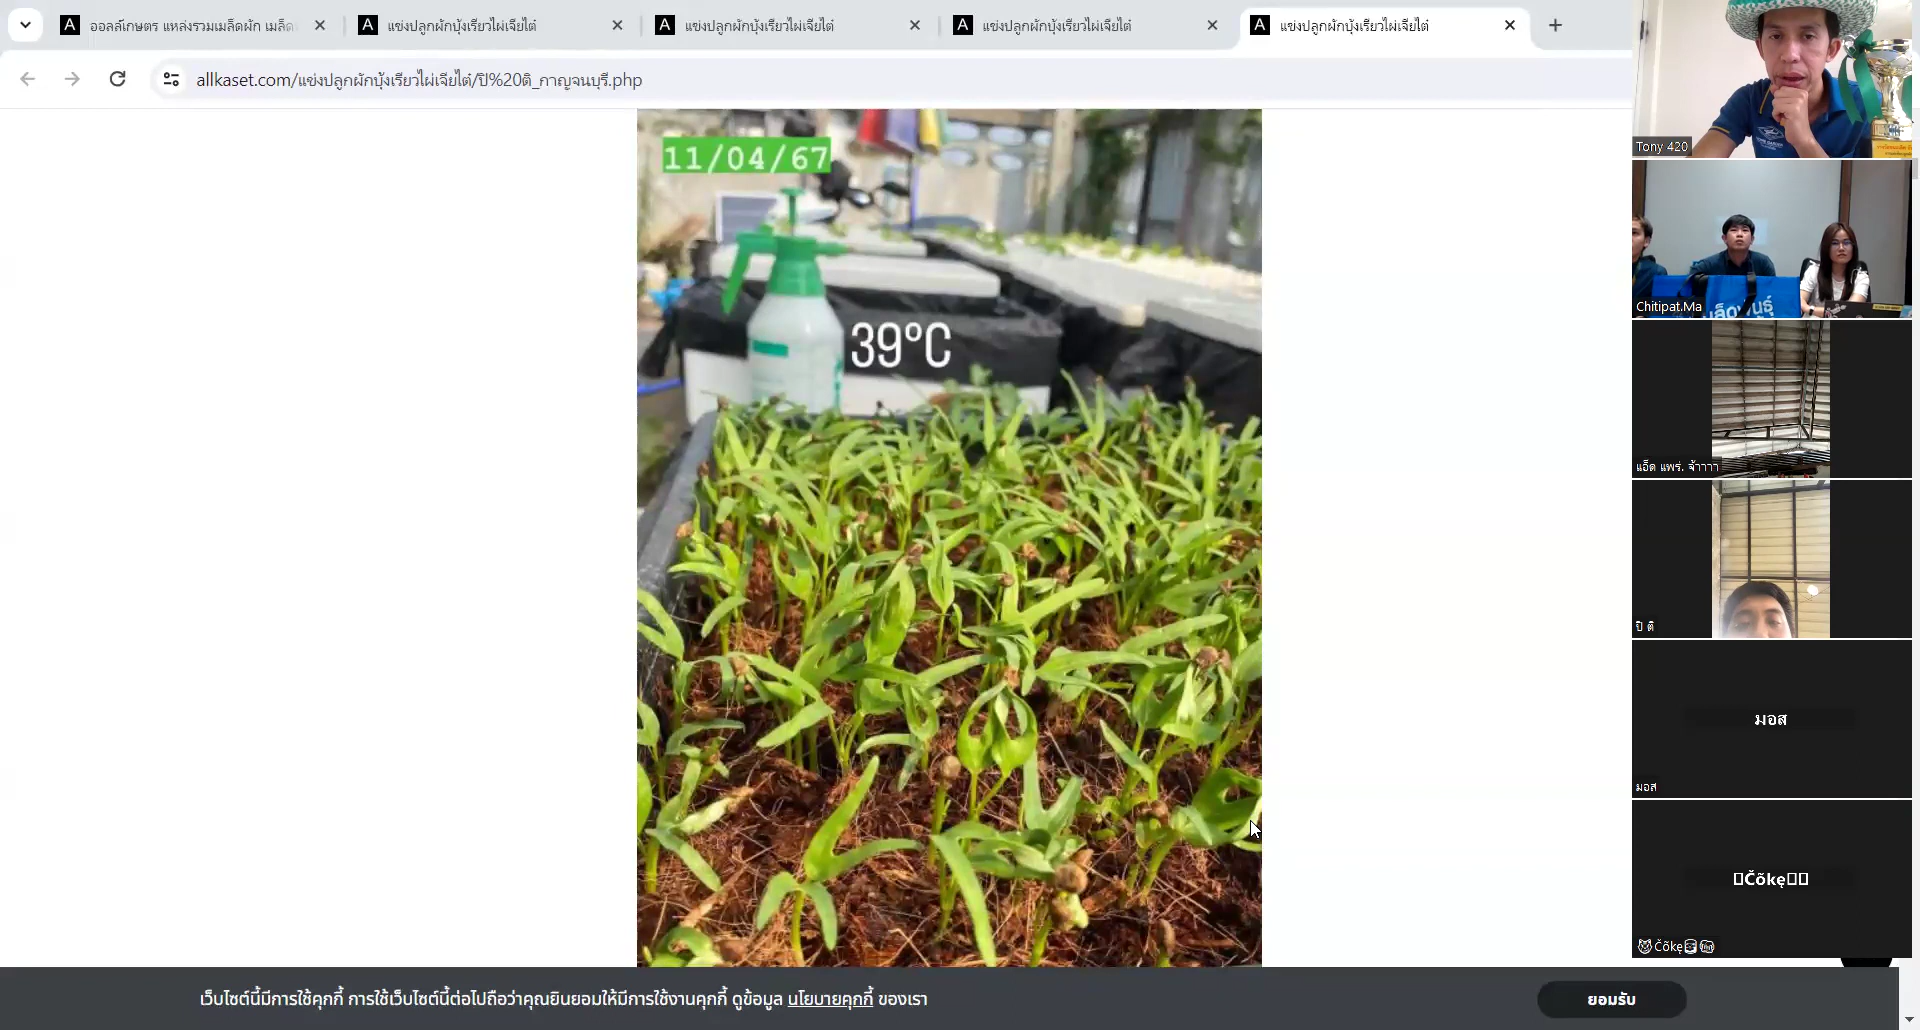 ออลล์เกษตร แหล่งรวมเมล็ดผัก เมล็ด
แข่งปลูกผักบุ้งเรียวไผ่เจียไต๋
แข่งปลูกผักบุ้งเรียวไผ่เจียไต๋
แข่งปลูกผักบุ้งเรียวไผ่เจียไต๋
แข่งปลูกผักบุ้งเรียวไผ่เจียไต๋
allkaset.com/แข่งปลูกผักบุ้งเรียวไผ่เจียไต๋/ปิ%20ติ_กาญจนบุรี.php
11/04/67
39°C
Tony 420
Chitipat.Ma
แอ็ด แพร่. จ้าาาา
ปิ ติ
มอส
มอส
Čõkę
Čõkę
เว็บไซต์นี้มีการใช้คุกกี้ การใช้เว็บไซต์นี้ต่อไปถือว่าคุณยินยอมให้มีการใช้งานคุกกี้ ดูข้อมูล นโยบายคุกกี้ ของเรา
ยอมรับ